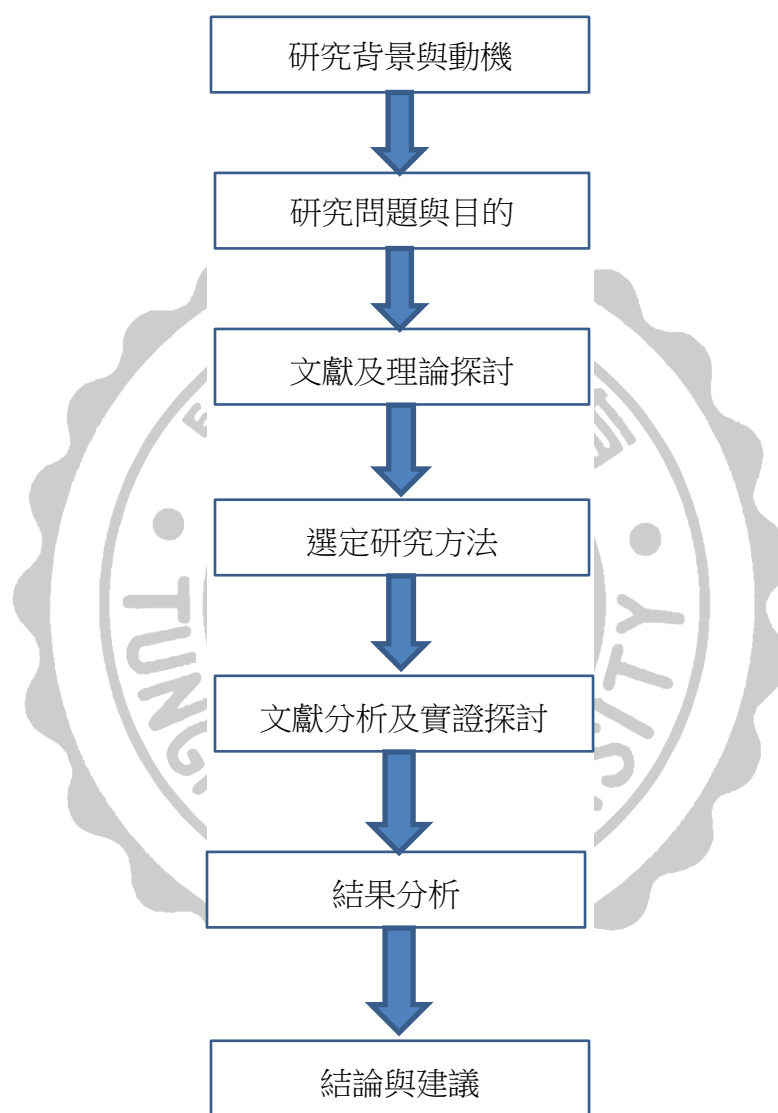 研究背景與動機
研究問題與目的
文獻及理論探討
選定研究方法
文獻分析及實證探討
結果分析
結論與建議